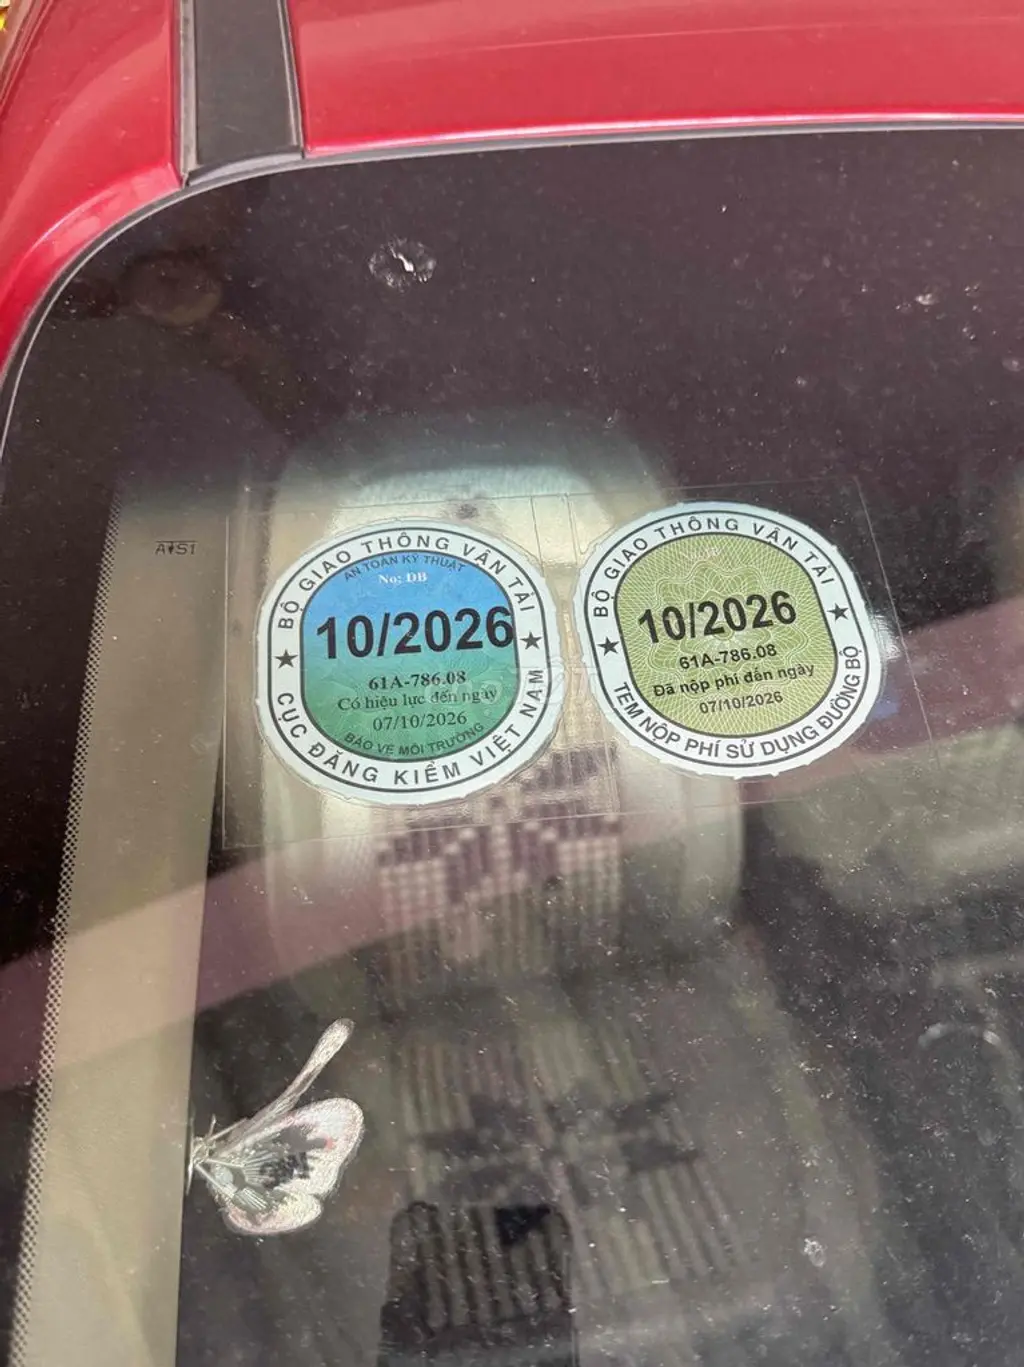 A♥S1
BỘ GIAO THÔNG VẬN TẢI
AN TOÀN KỸ THUẬT
No: DB
10/2026
61A-786.08
Có hiệu lực đến ngày
07/10/2026
BẢO VỆ MÔI TRƯỜNG
CỤC ĐĂNG KIỂM VIỆT NAM
BỘ GIAO THÔNG VẬN TẢI
10/2026
61A-786.08
Đã nộp phí đến ngày
07/10/2026
TEM NỘP PHÍ SỬ DỤNG ĐƯỜNG BỘ